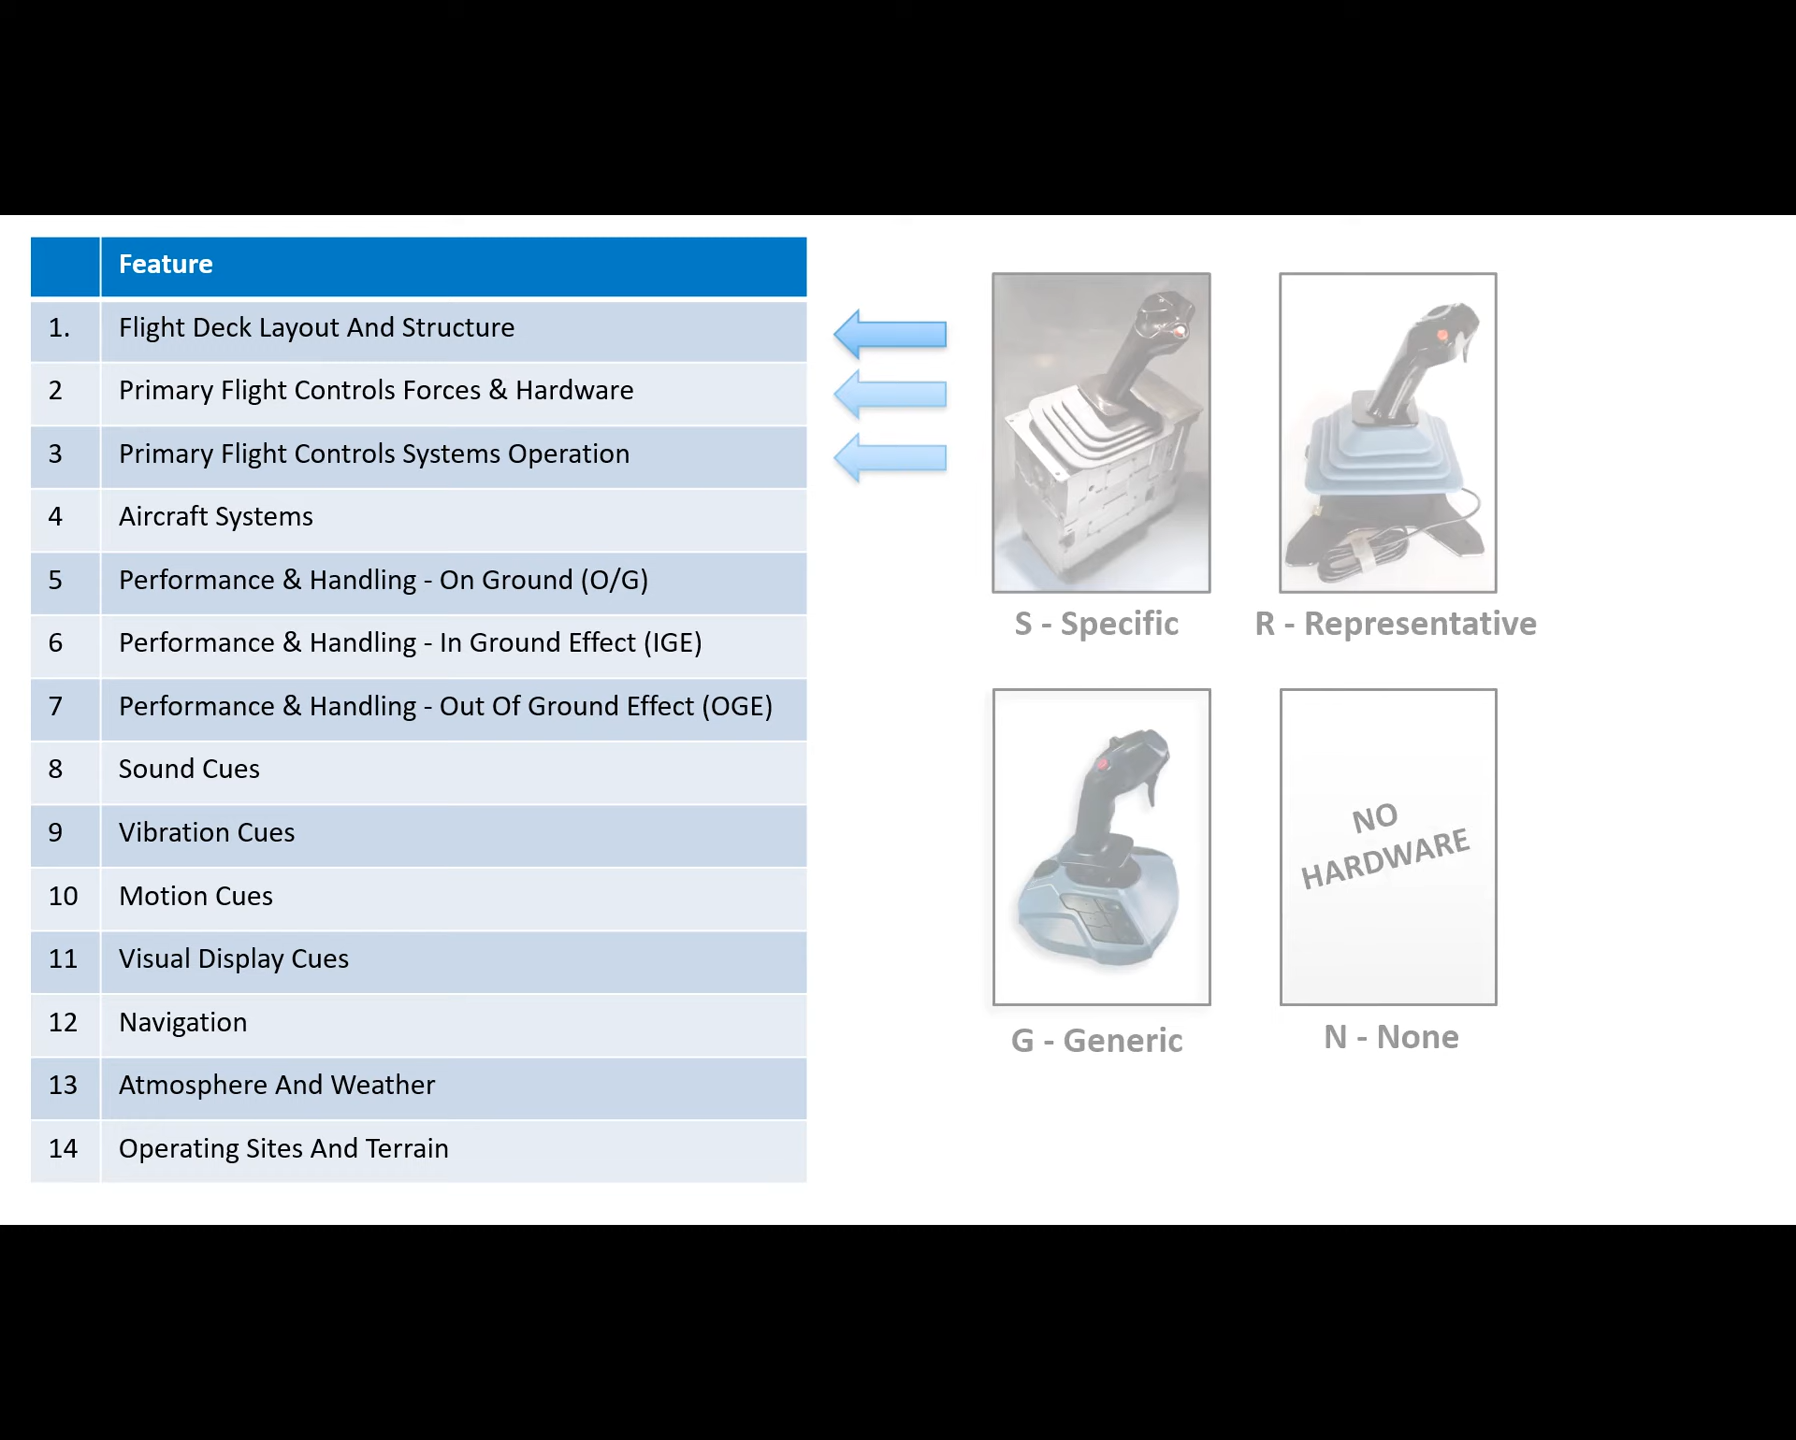 Feature
1. Flight Deck Layout And Structure
2 Primary Flight Controls Forces & Hardware
3 Primary Flight Controls Systems Operation
4 Aircraft Systems
5 Performance & Handling - On Ground (O/G)
6 Performance & Handling - In Ground Effect (IGE)
7 Performance & Handling - Out Of Ground Effect (OGE)
8 Sound Cues
9 Vibration Cues
10 Motion Cues
11 Visual Display Cues
12 Navigation
13 Atmosphere And Weather
14 Operating Sites And Terrain
S - Specific
R - Representative
G - Generic
NO
HARDWARE
N - None